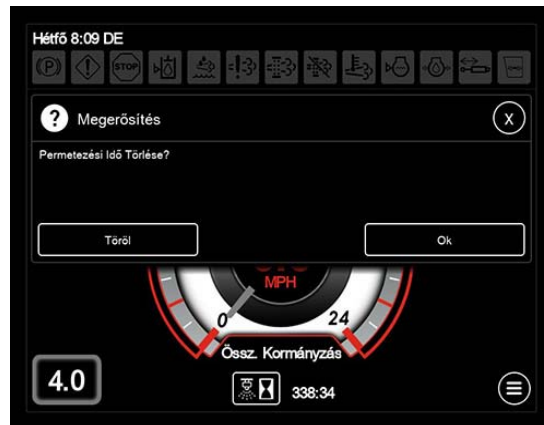 Hétfő 8:09 DE
(P)
STOP
? Megerősítés X
Permetezési Idő Törlése?
Töröl Ok
MPH
0 24
Össz. Kormányzás
4.0 338:34